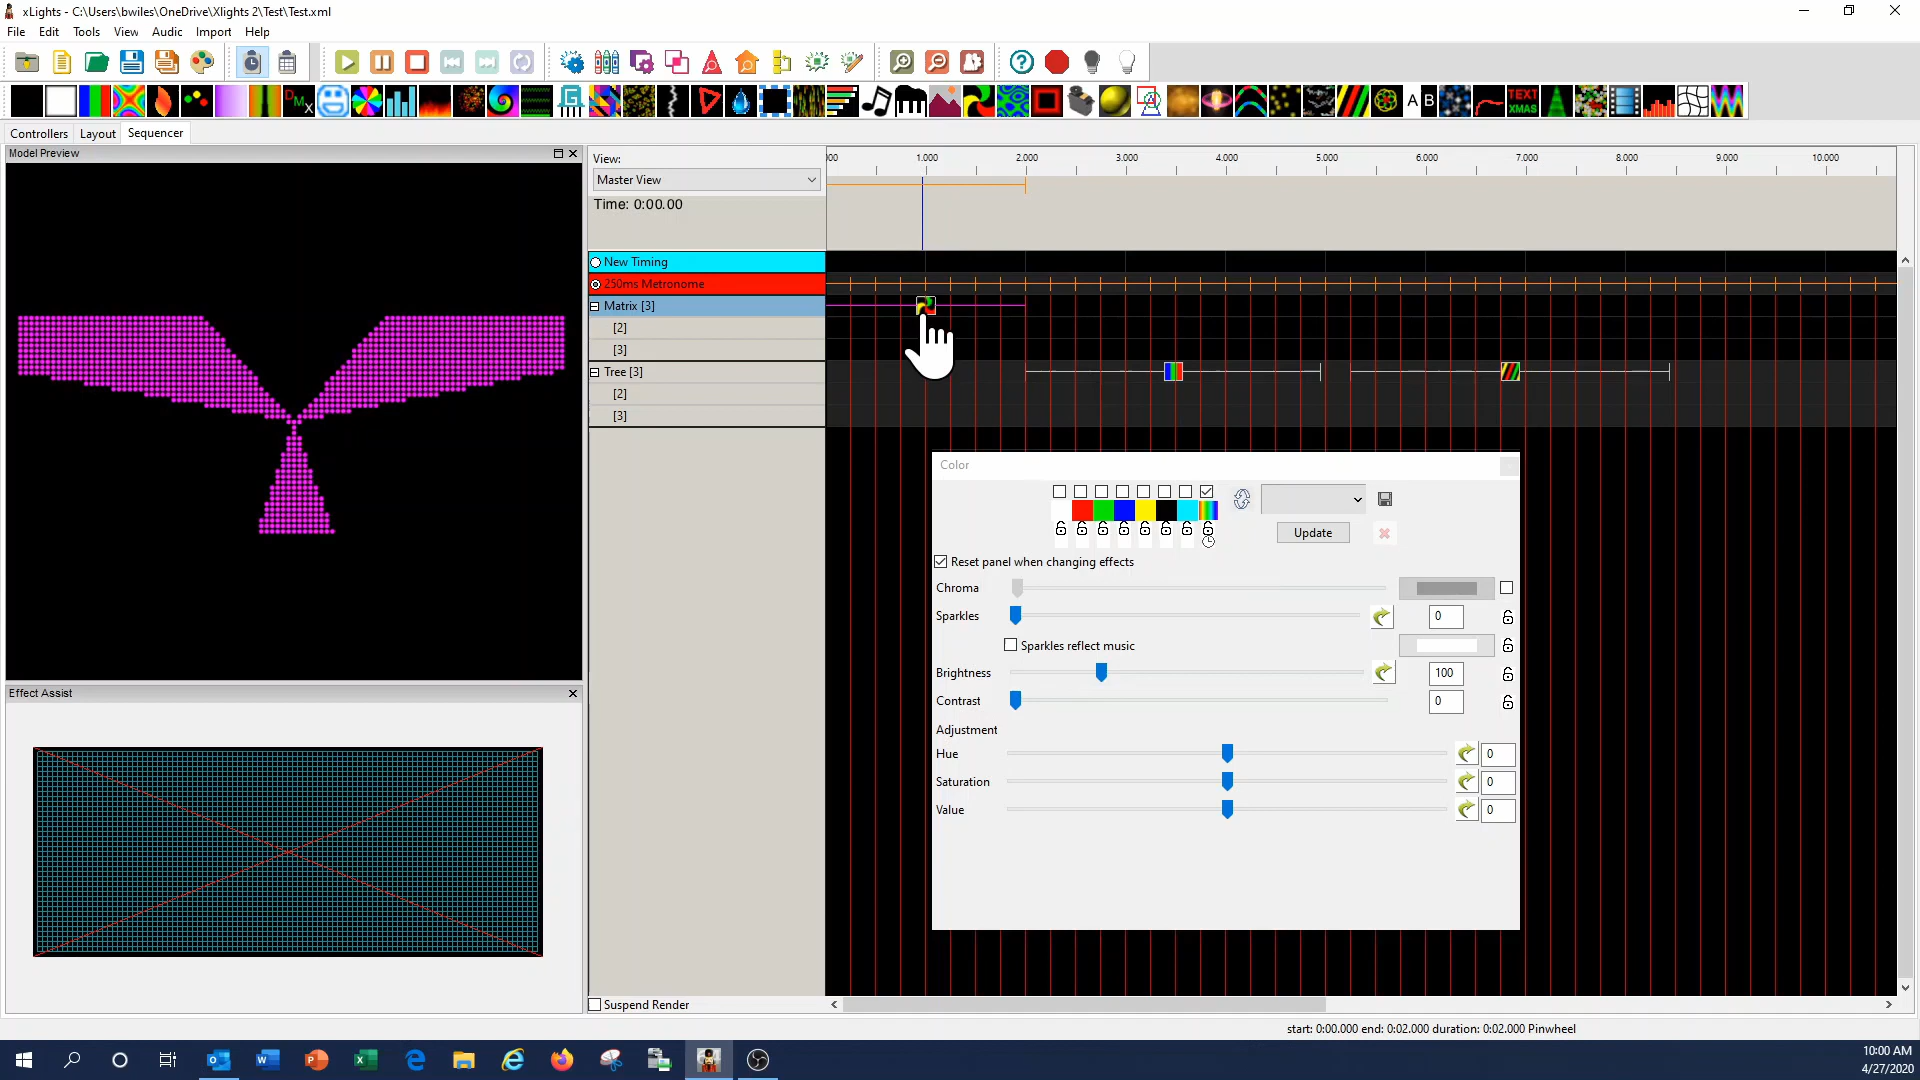 xLights - C:\Users\bwiles\OneDrive\Xlights 2\Test\Test.xml
File Edit Tools View Audio Import Help
DMX
A B
TEXT
XMAS
Controllers Layout Sequencer
Model Preview
View:
Master View
Time: 0:00.00
000 1.000 2.000 3.000 4.000 5.000 6.000 7.000 8.000 9.000 10.000
New Timing
250ms Metronome
Matrix [3]
[2]
[3]
Tree [3]
[2]
[3]
Color
Update
Reset panel when changing effects
Chroma
Sparkles 0
Sparkles reflect music
Brightness 100
Contrast 0
Adjustment
Hue 0
Saturation 0
Value 0
Effect Assist
Suspend Render
start: 0:00.000 end: 0:02.000 duration: 0:02.000 Pinwheel
10:00 AM
4/27/2020